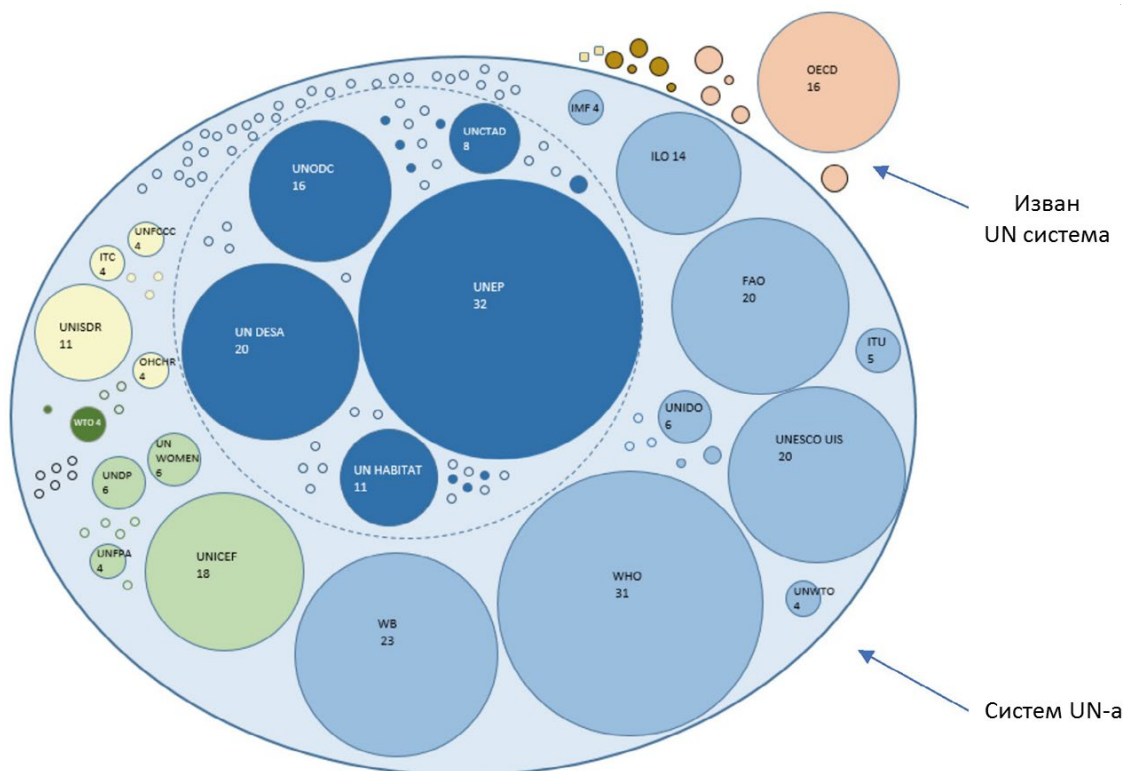 OECD
16
IMF 4
UNCTAD
8
UNODC
16
ILO 14
Изван
UN система
UNFCCC
4
ITC
4
UNEP
32
FAO
20
UNISDR
11
UN DESA
20
ITU
5
OHCHR
4
WTO 4
UNIDO
6
UN
WOMEN
6
UNESCO UIS
20
UN HABITAT
11
UNDP
6
UNICEF
18
UNFPA
4
WHO
31
UNWTO
4
WB
23
Систем UN-а